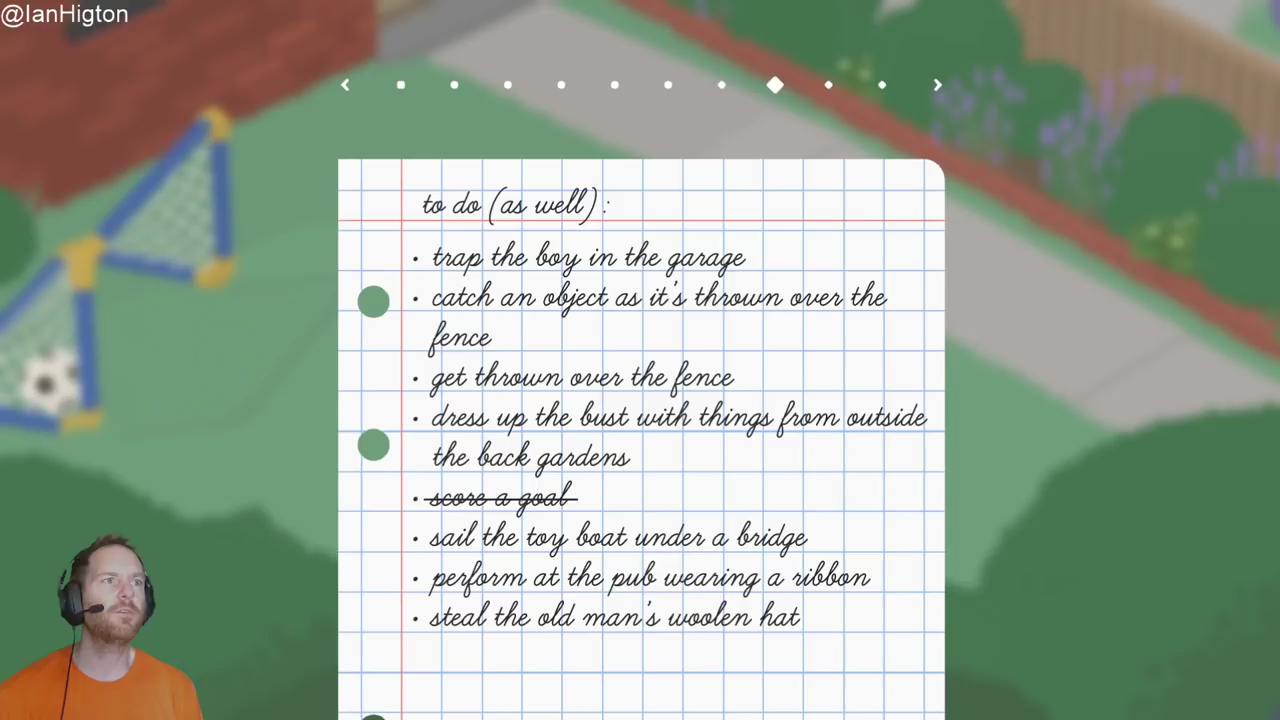 @IanHigton
to do (as well):
• trap the boy in the garage
• catch an object as it's thrown over the
fence
• get thrown over the fence
• dress up the bust with things from outside
the back gardens
• score a goal
• sail the toy boat under a bridge
• perform at the pub wearing a ribbon
• steal the old man's woolen hat